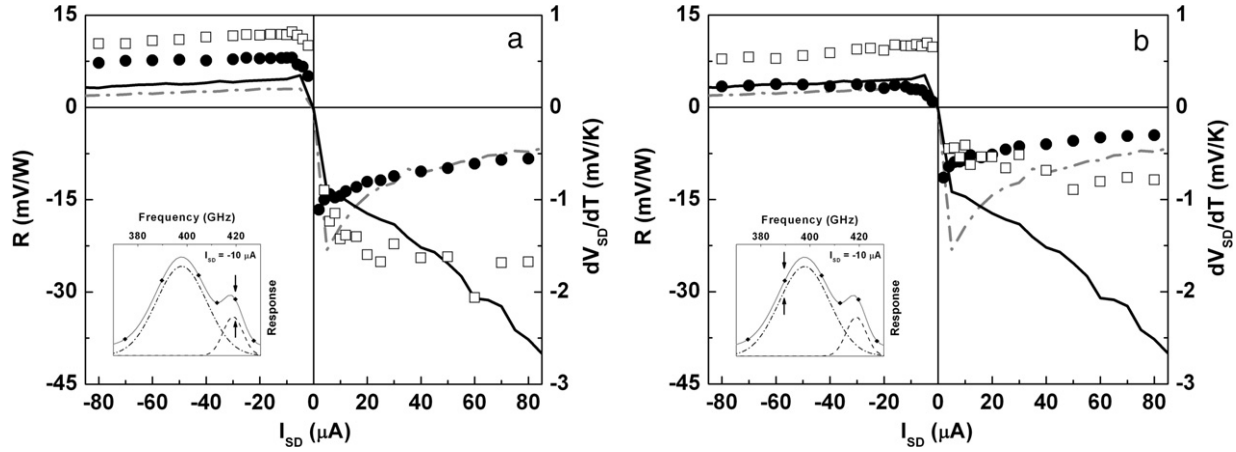 a
R (mV/W)
15
0
-15
-30
-45
1
0
-1
-2
-3
dV_SD/dT (mV/K)
-80 -60 -40 -20 0 20 40 60 80
I_SD (μA)
Frequency (GHz)
380 400 420
I_SD = -10 μA
Response
b
R (mV/W)
15
0
-15
-30
-45
1
0
-1
-2
-3
dV_SD/dT (mV/K)
-80 -60 -40 -20 0 20 40 60 80
I_SD (μA)
Frequency (GHz)
380 400 420
I_SD = -10 μA
Response